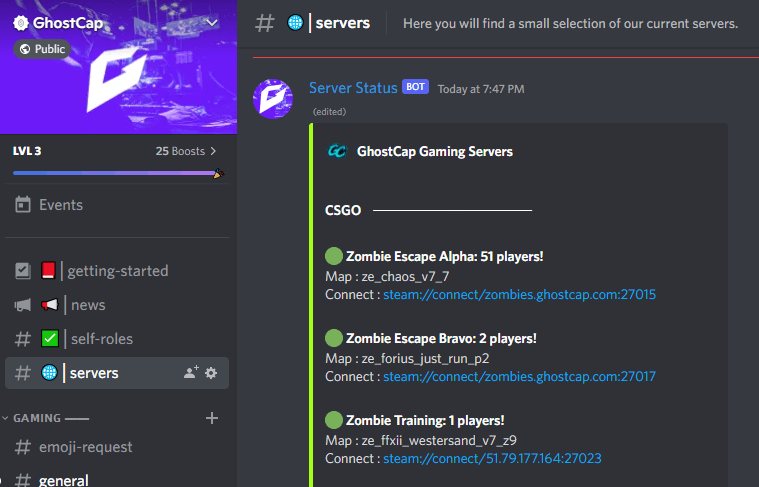 GhostCap
Public
LVL 3
25 Boosts
Events
getting-started
news
self-roles
servers
GAMING
emoji-request
general
servers
Here you will find a small selection of our current servers.
Server Status BOT Today at 7:47 PM
(edited)
GhostCap Gaming Servers
CSGO
Zombie Escape Alpha: 51 players!
Map : ze_chaos_v7_7
Connect : steam://connect/zombies.ghostcap.com:27015
Zombie Escape Bravo: 2 players!
Map : ze_forius_just_run_p2
Connect : steam://connect/zombies.ghostcap.com:27017
Zombie Training: 1 players!
Map : ze_ffxii_westersand_v7_z9
Connect : steam://connect/51.79.177.164:27023